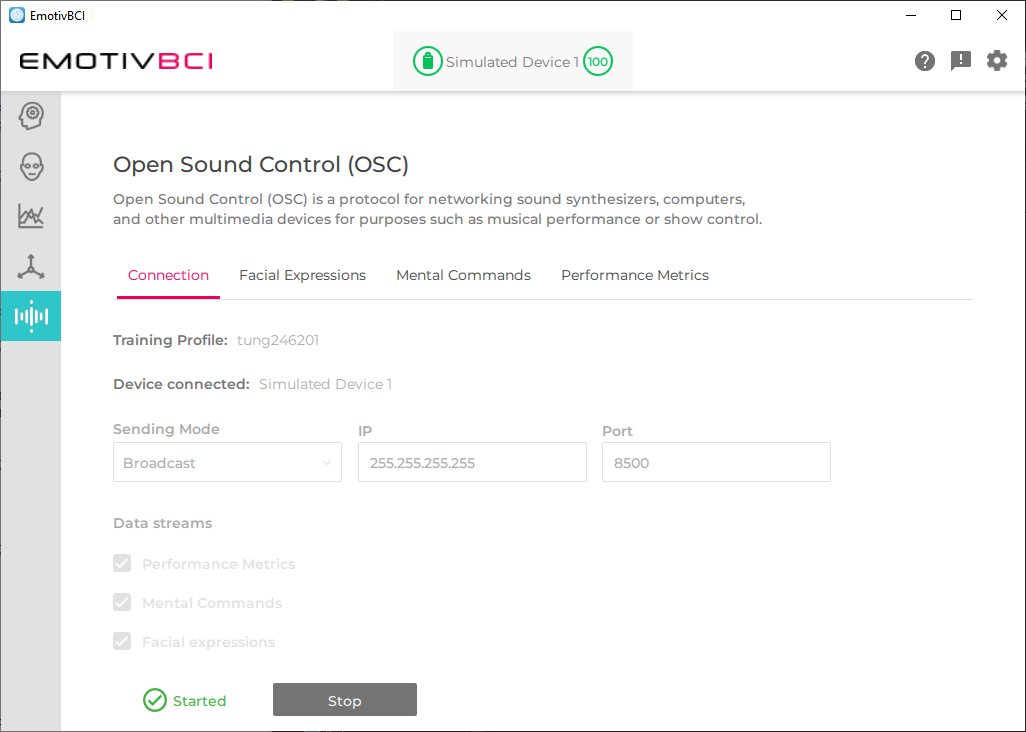 EmotivBCI
EMOTIVBCI
Simulated Device 1 100
Open Sound Control (OSC)
Open Sound Control (OSC) is a protocol for networking sound synthesizers, computers,
and other multimedia devices for purposes such as musical performance or show control.
Connection Facial Expressions Mental Commands Performance Metrics
Training Profile: tung246201
Device connected: Simulated Device 1
Sending Mode IP Port
Broadcast 255.255.255.255 8500
Data streams
Performance Metrics
Mental Commands
Facial expressions
Started Stop